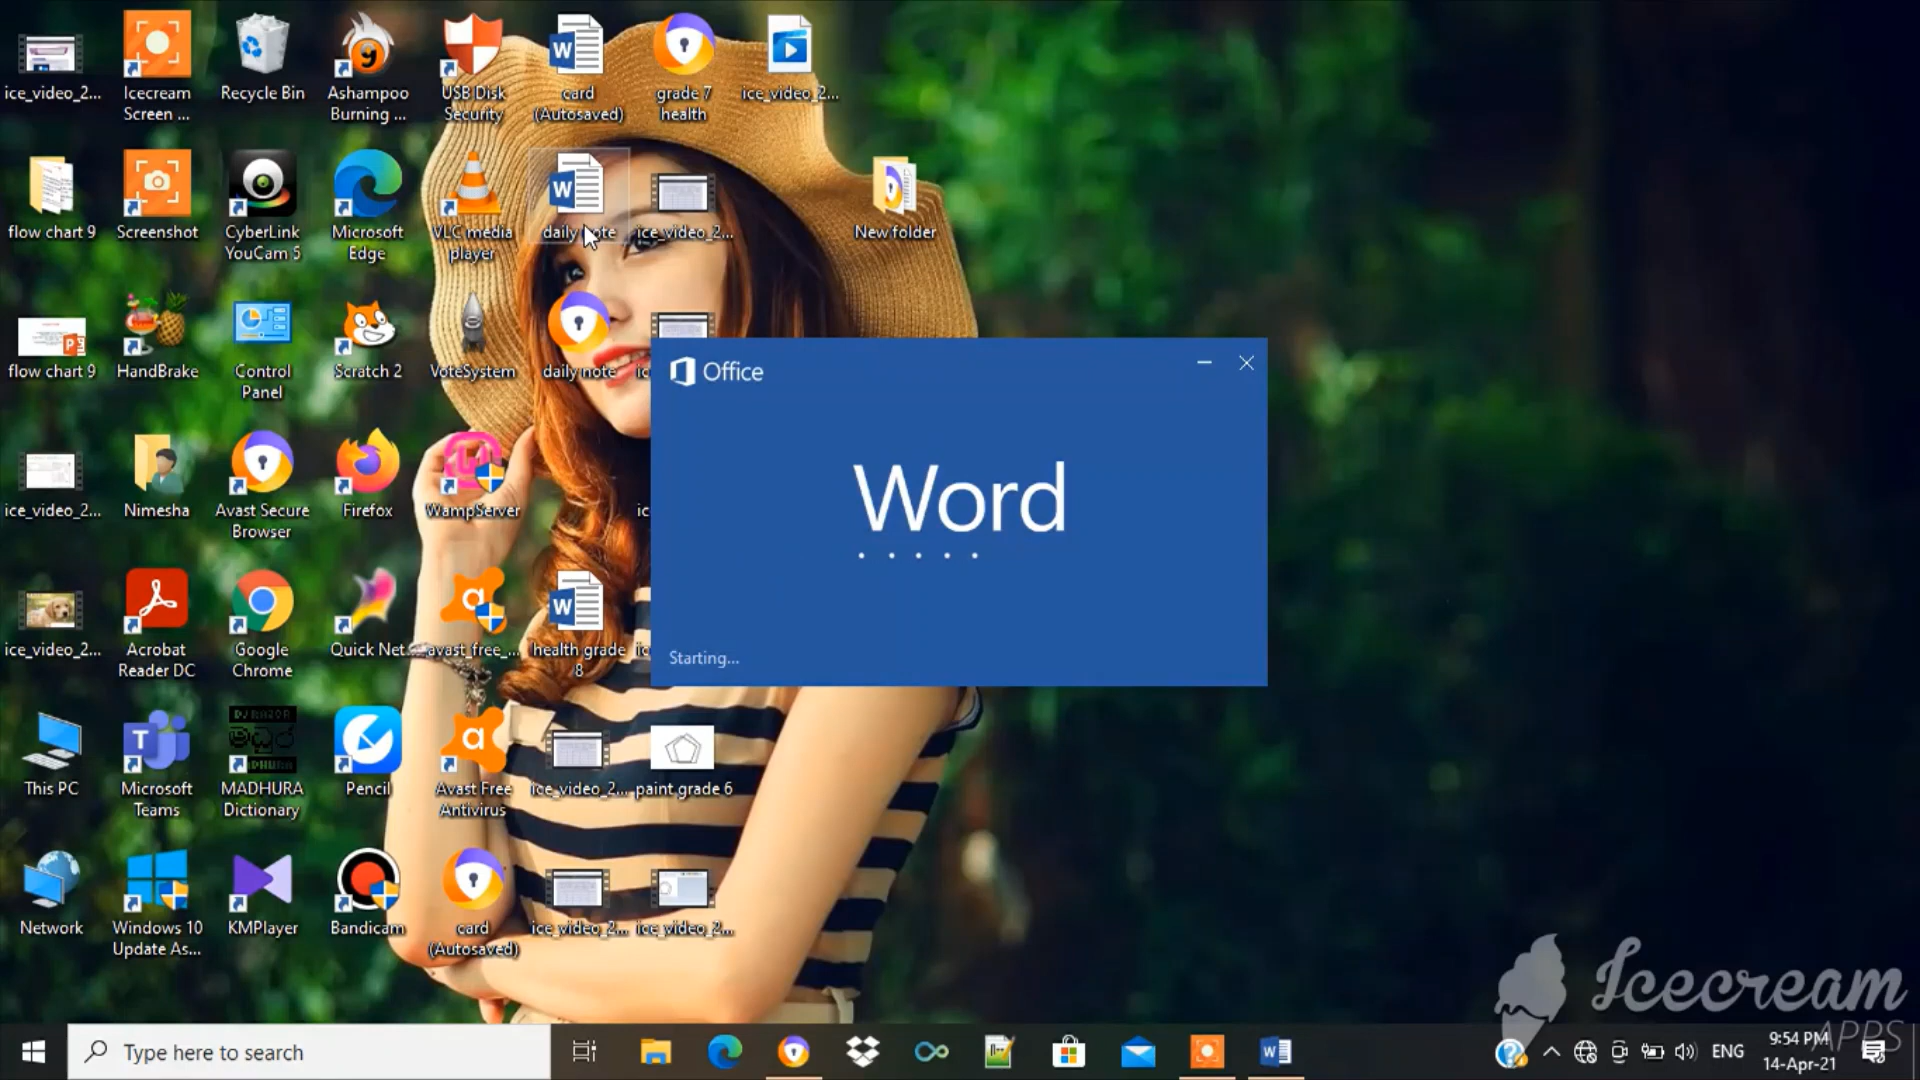 ice_video_2...
Icecream
Screen ...
Recycle Bin
Ashampoo
Burning ...
USB Disk
Security
card
(Autosaved)
grade 7
health
ice_video_2...
flow chart 9
Screenshot
CyberLink
YouCam 5
Microsoft
Edge
VLC media
player
daily note
ice_video_2...
New folder
flow chart 9
HandBrake
Control
Panel
Scratch 2
VoteSystem
daily note
Office
Word
Starting...
ice_video_2...
Nimesha
Avast Secure
Browser
Firefox
WampServer
ice_video_2...
Acrobat
Reader DC
Google
Chrome
Quick Net...
avast_free_...
health grade
8
This PC
Microsoft
Teams
MADHURA
Dictionary
Pencil
Avast Free
Antivirus
ice_video_2...
paint grade 6
Network
Windows 10
Update As...
KMPlayer
Bandicam
card
(Autosaved)
ice_video_2...
ice_video_2...
Icecream
APPS
Type here to search
ENG
9:54 PM
14-Apr-21